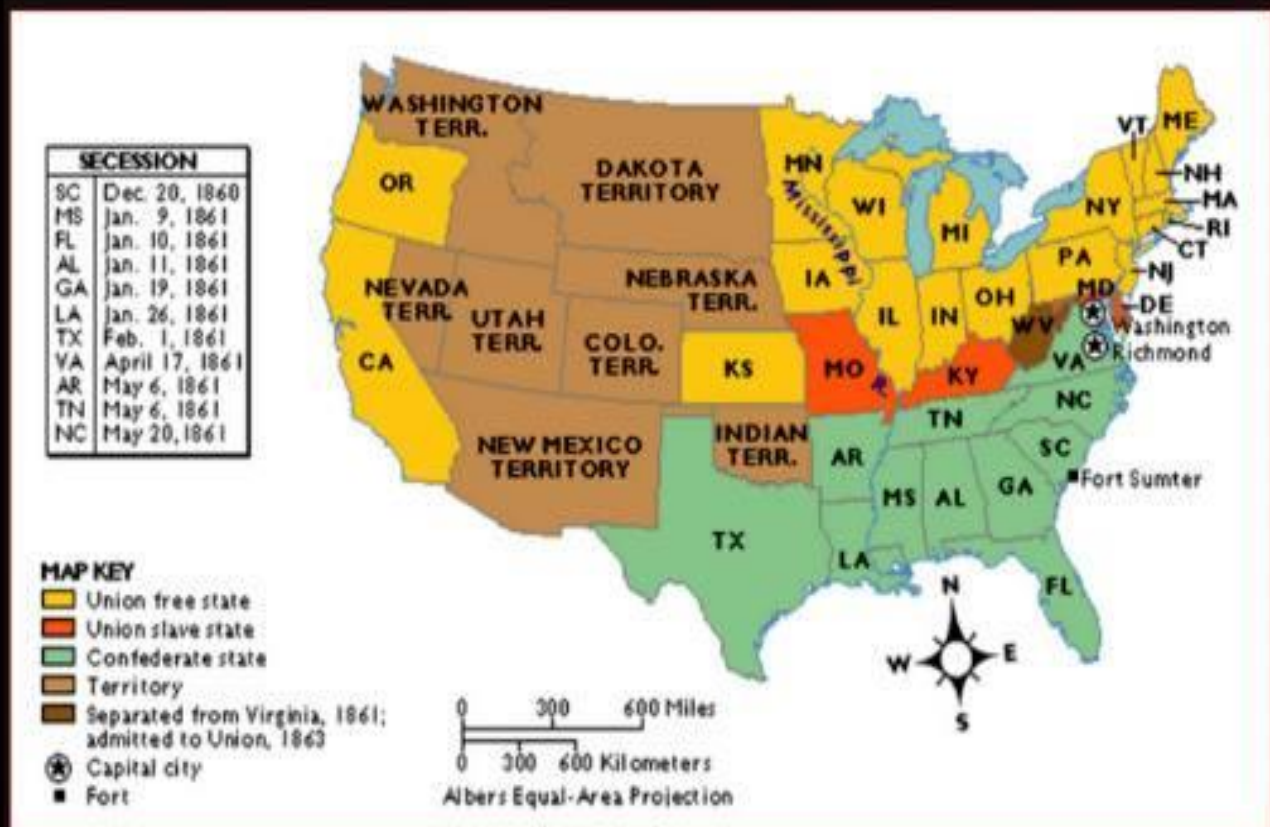 SECESSION
SC Dec. 20, 1860
MS Jan. 9, 1861
FL Jan. 10, 1861
AL Jan. 11, 1861
GA Jan. 19, 1861
LA Jan. 26, 1861
TX Feb. 1, 1861
VA April 17, 1861
AR May 6, 1861
TN May 6, 1861
NC May 20, 1861
WASHINGTON
TERR.
OR
DAKOTA
TERRITORY
MN
Mississippi
R.
WI
MI
VT
ME
NH
MA
RI
CT
NY
PA
NJ
MD
DE
Washington
Richmond
NEVADA
TERR.
UTAH
TERR.
NEBRASKA
TERR.
IA
IL
IN
OH
WV
VA
CA
COLO.
TERR.
KS
MO
KY
NEW MEXICO
TERRITORY
INDIAN
TERR.
AR
TN
NC
SC
Fort Sumter
TX
LA
MS
AL
GA
FL
MAP KEY
Union free state
Union slave state
Confederate state
Territory
Separated from Virginia, 1861;
admitted to Union, 1863
Capital city
Fort
0 300 600 Miles
0 300 600 Kilometers
Albers Equal-Area Projection
N
W E
S